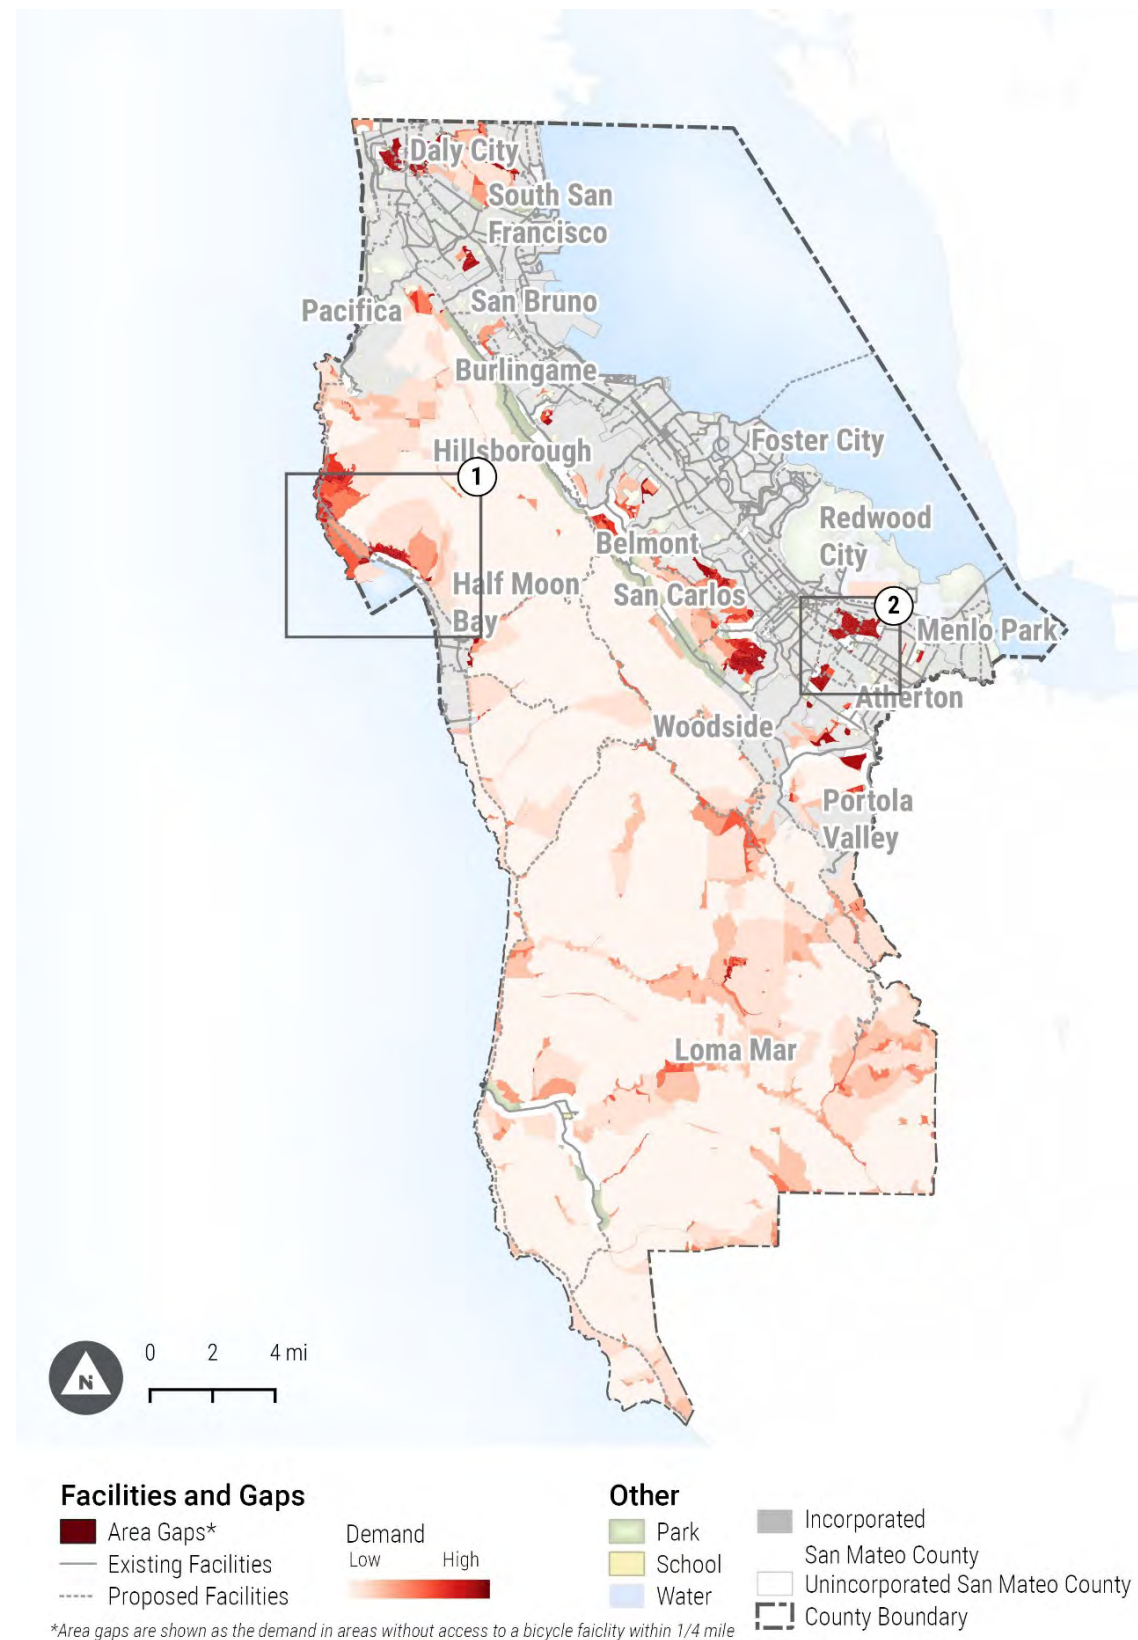 Daly City
South San
Francisco
Pacifica
San Bruno
Burlingame
Hillsborough
Foster City
1
Redwood
City
Belmont
Half Moon
Bay
San Carlos
2
Menlo Park
Atherton
Woodside
Portola
Valley
Loma Mar
N
0 2 4 mi
Facilities and Gaps
Area Gaps*
Existing Facilities
Proposed Facilities
Demand
Low High
Other
Park
School
Water
Incorporated
San Mateo County
Unincorporated San Mateo County
County Boundary
*Area gaps are shown as the demand in areas without access to a bicycle faiclity within 1/4 mile